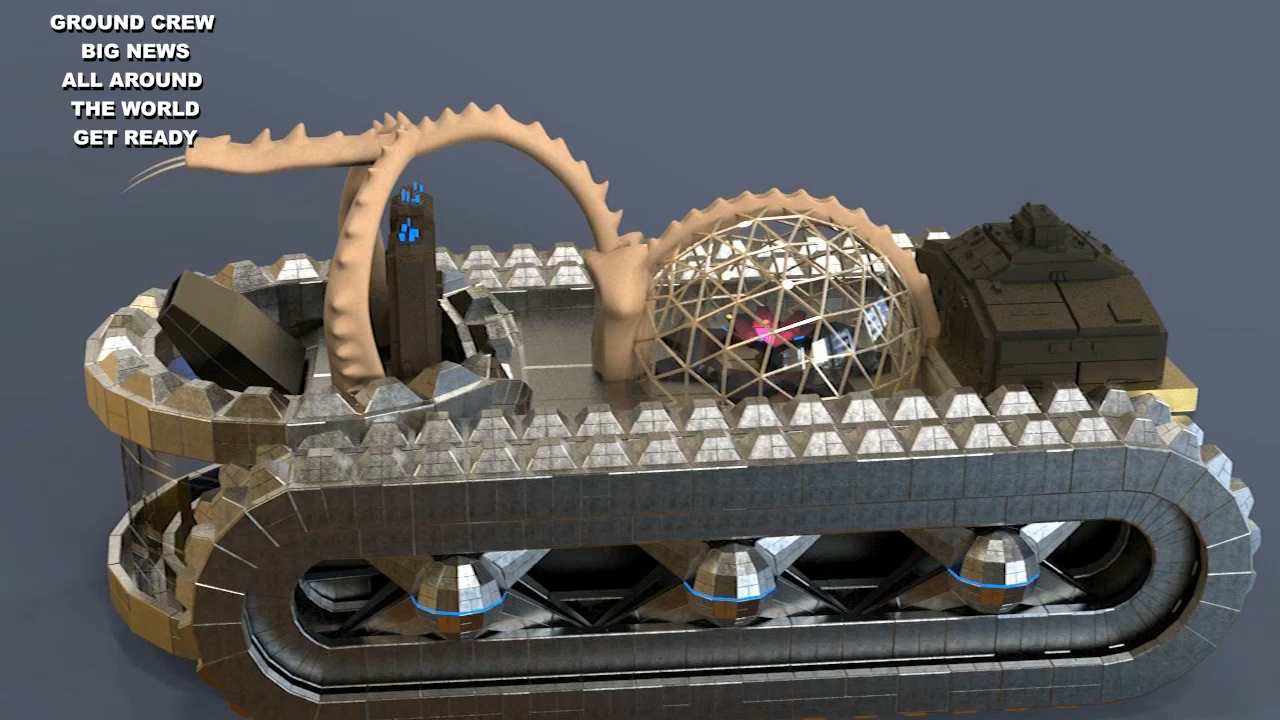 GROUND CREW
BIG NEWS
ALL AROUND
THE WORLD
GET READY